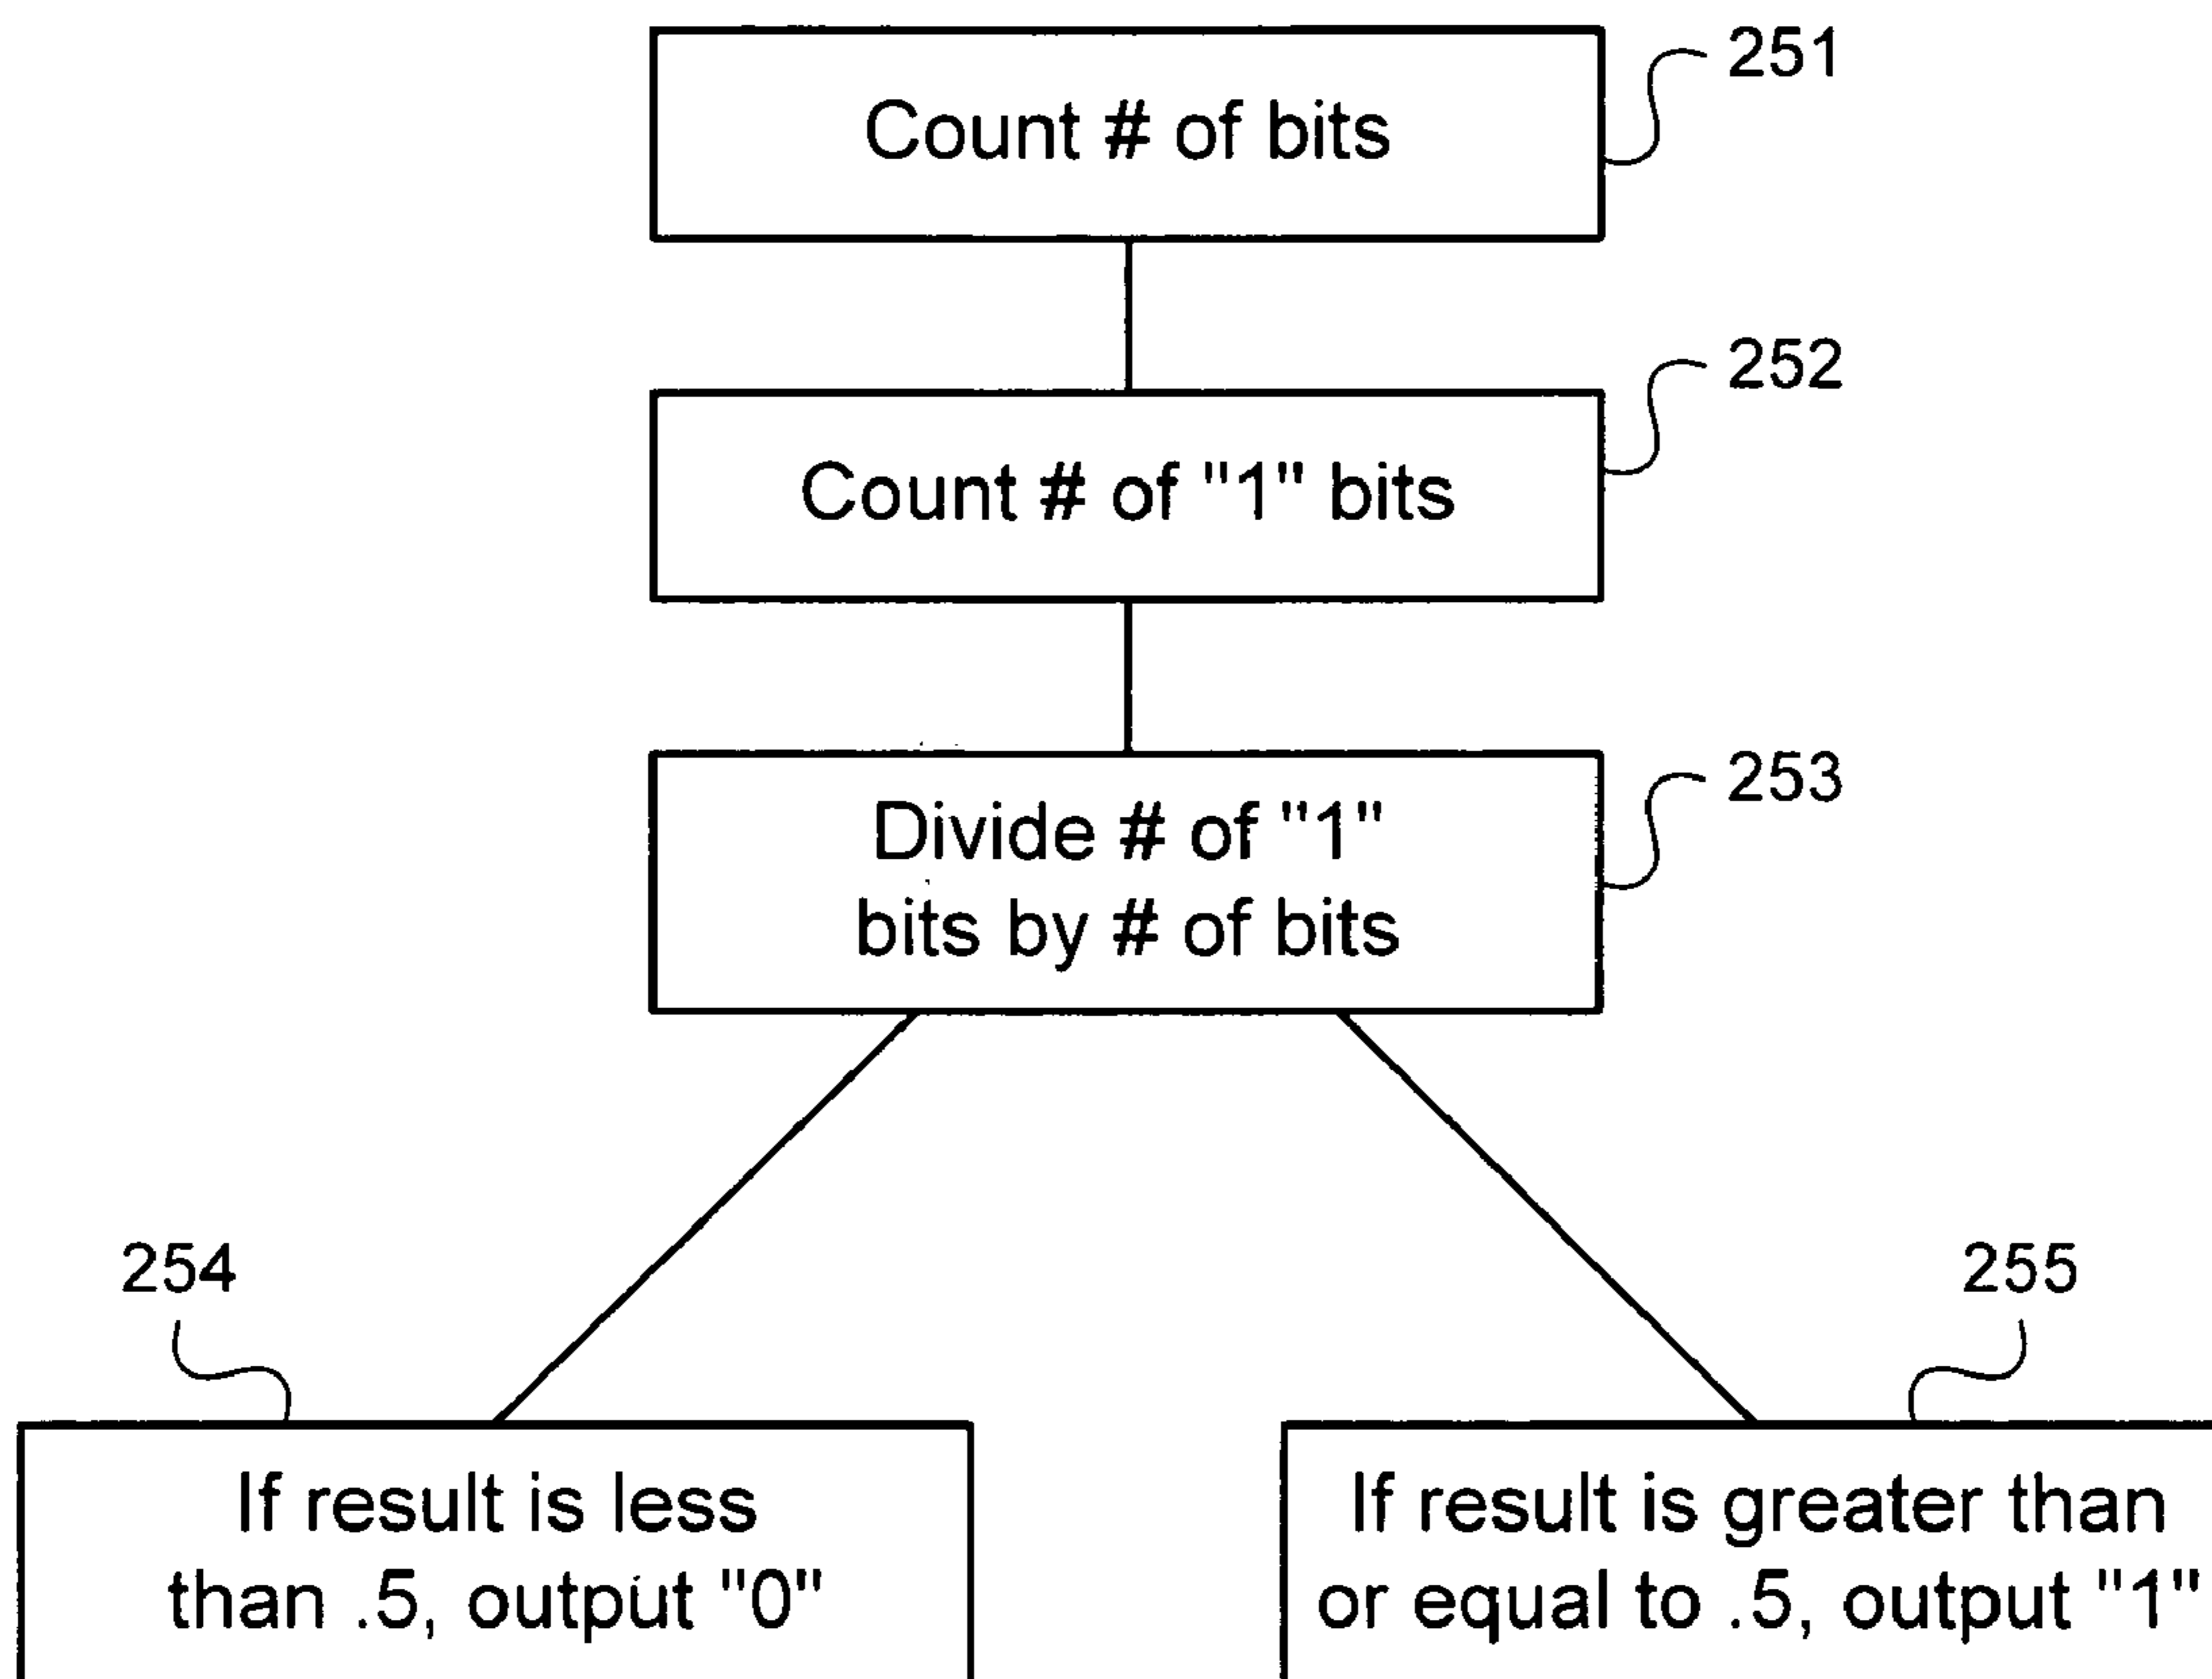 251
Count # of bits
252
Count # of "1" bits
253
Divide # of "1"
bits by # of bits
254
255
If result is less
than .5, output "0"
If result is greater than
or equal to .5, output "1"